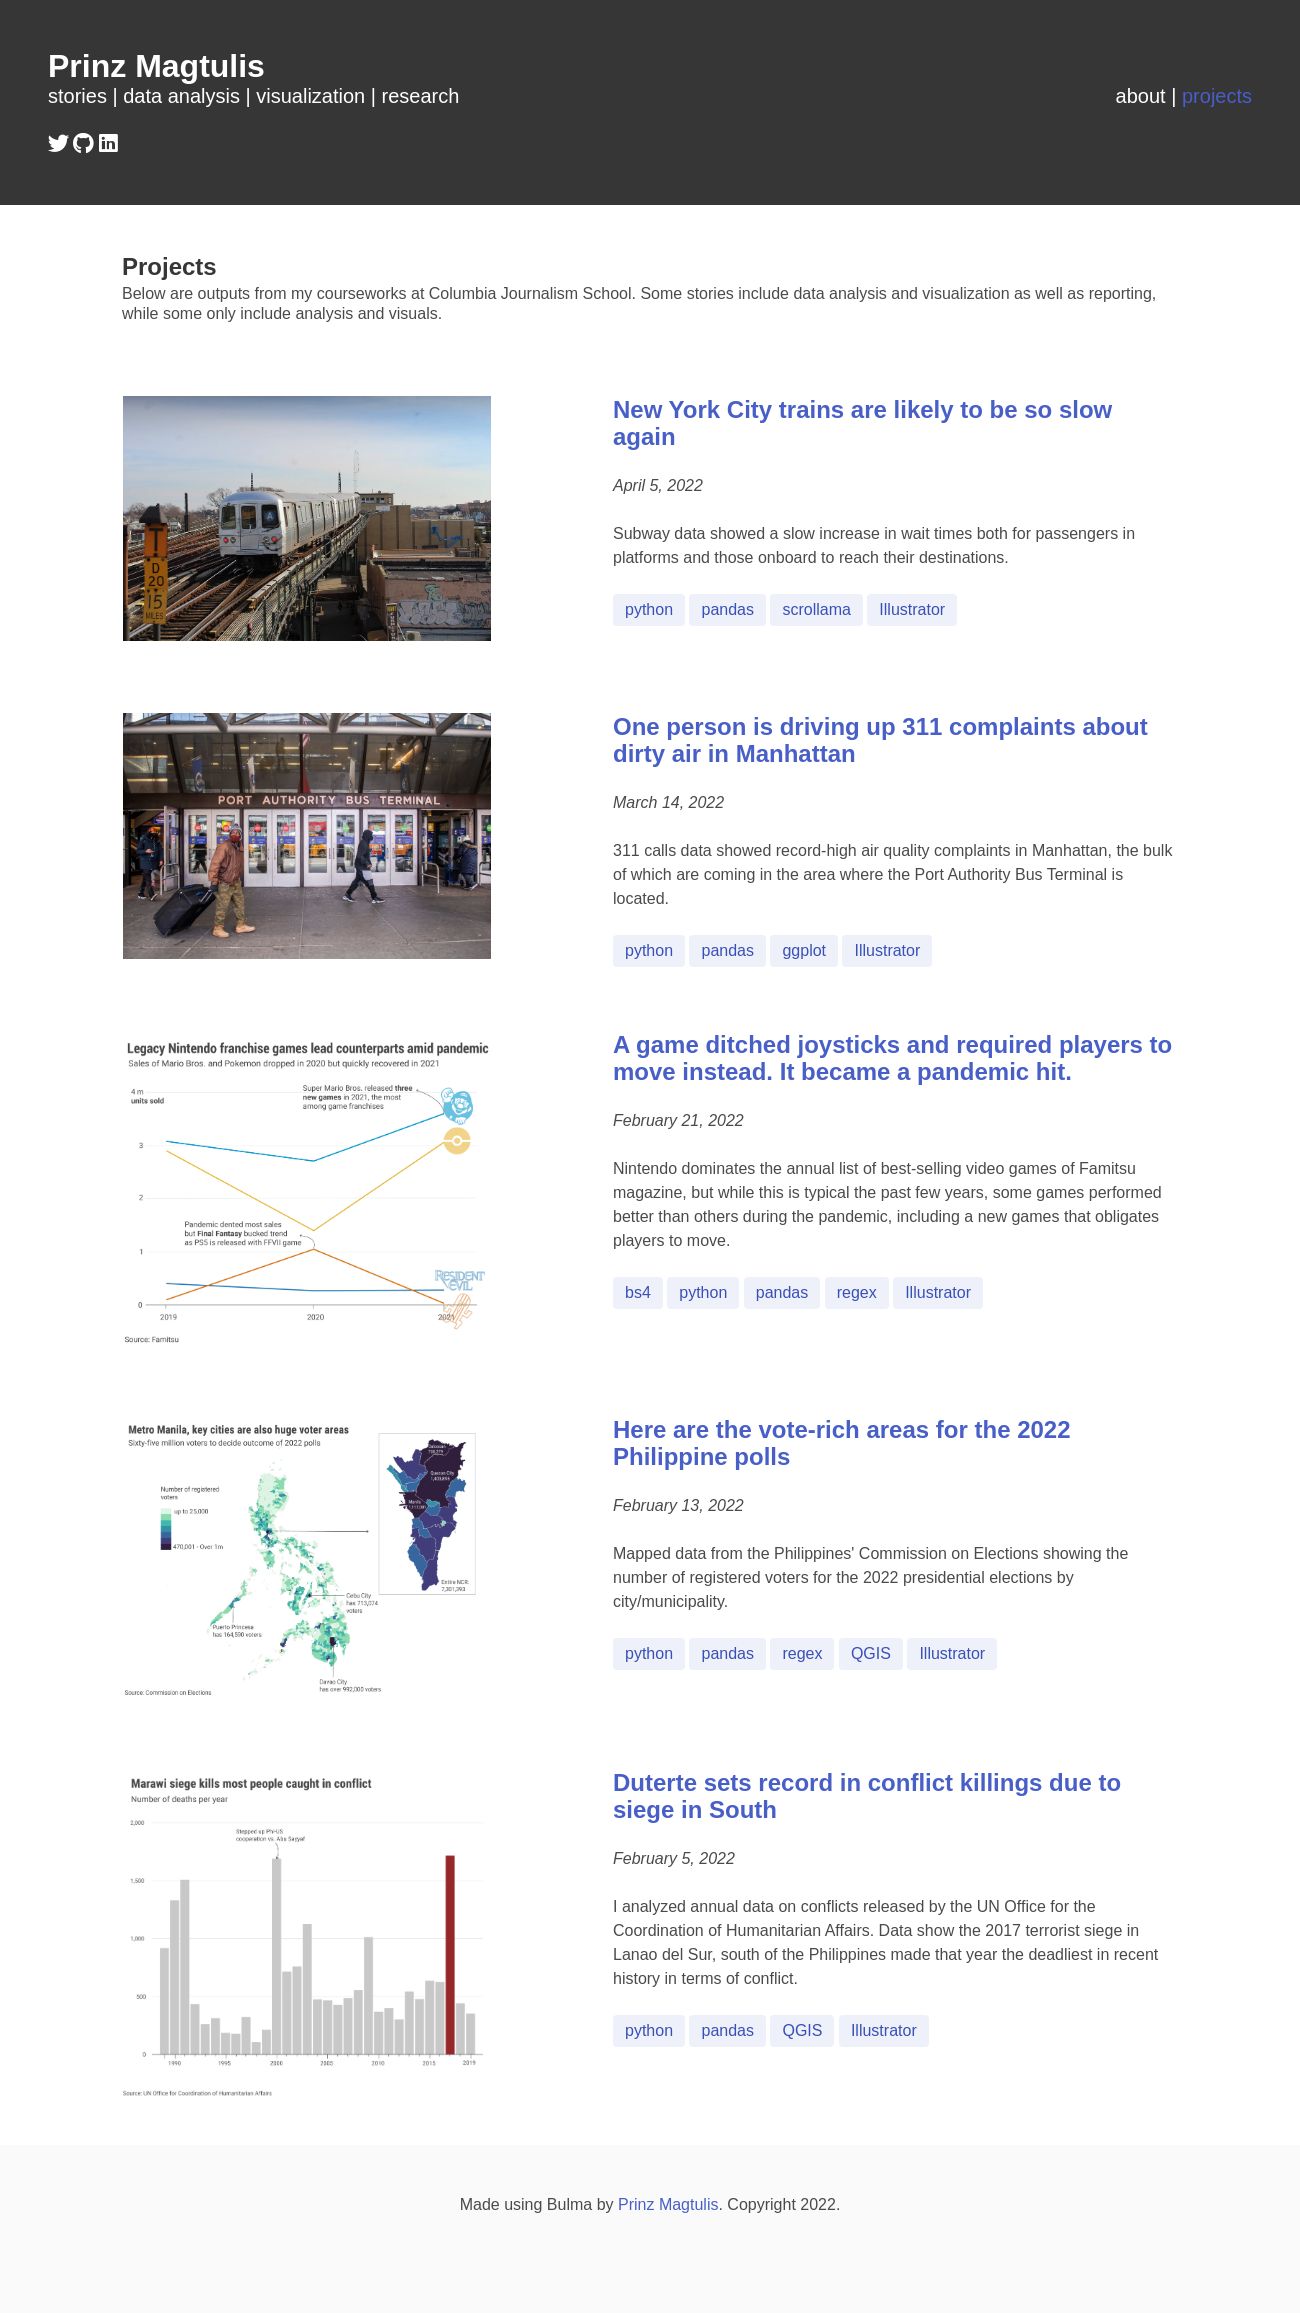 Prinz Magtulis
stories | data analysis | visualization | research
about | projects
Projects
Below are outputs from my courseworks at Columbia Journalism School. Some stories include data analysis and visualization as well as reporting,
while some only include analysis and visuals.
T
D
20
15
MILES
A
New York City trains are likely to be so slow
again
April 5, 2022
Subway data showed a slow increase in wait times both for passengers in
platforms and those onboard to reach their destinations.
python pandas scrollama Illustrator
PORT AUTHORITY BUS TERMINAL
One person is driving up 311 complaints about
dirty air in Manhattan
March 14, 2022
311 calls data showed record-high air quality complaints in Manhattan, the bulk
of which are coming in the area where the Port Authority Bus Terminal is
located.
python pandas ggplot Illustrator
Legacy Nintendo franchise games lead counterparts amid pandemic
Sales of Mario Bros. and Pokemon dropped in 2020 but quickly recovered in 2021
4 m
units sold
Super Mario Bros. released three
new games in 2021, the most
among game franchises
3
2
Pandemic dented most sales
but Final Fantasy bucked trend
as PS5 is released with FFVII game
1
RESIDENT
EVIL
0
2019 2020 2021
Source: Famitsu
A game ditched joysticks and required players to
move instead. It became a pandemic hit.
February 21, 2022
Nintendo dominates the annual list of best-selling video games of Famitsu
magazine, but while this is typical the past few years, some games performed
better than others during the pandemic, including a new games that obligates
players to move.
bs4 python pandas regex Illustrator
Metro Manila, key cities are also huge voter areas
Sixty-five million voters to decide outcome of 2022 polls
Number of registered
voters
up to 25,000
470,001 - Over 1m
Quezon City
Manila
Entire NCR:
7,301,393
Cebu City
has 713,074
voters
Puerto Princesa
has 164,590 voters
Davao City
has over 992,000 voters
Source: Commission on Elections
Here are the vote-rich areas for the 2022
Philippine polls
February 13, 2022
Mapped data from the Philippines' Commission on Elections showing the
number of registered voters for the 2022 presidential elections by
city/municipality.
python pandas regex QGIS Illustrator
Marawi siege kills most people caught in conflict
Number of deaths per year
2,000
Stepped up Phl-US
cooperation vs. Abu Sayyaf
1,500
1,000
500
0
1990 1995 2000 2005 2010 2015 2019
Source: UN Office for Coordination of Humanitarian Affairs
Duterte sets record in conflict killings due to
siege in South
February 5, 2022
I analyzed annual data on conflicts released by the UN Office for the
Coordination of Humanitarian Affairs. Data show the 2017 terrorist siege in
Lanao del Sur, south of the Philippines made that year the deadliest in recent
history in terms of conflict.
python pandas QGIS Illustrator
Made using Bulma by Prinz Magtulis. Copyright 2022.